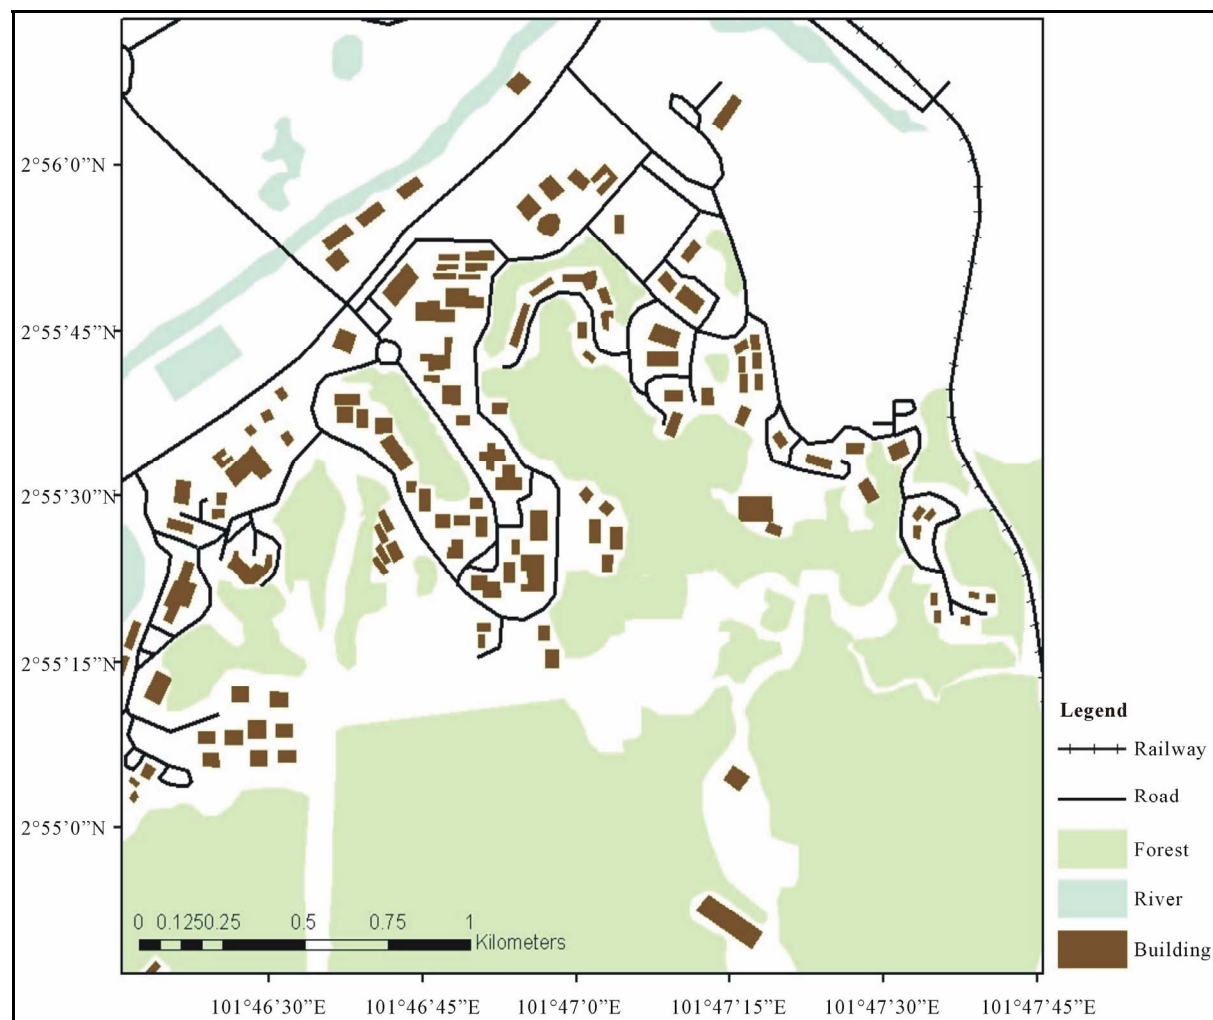 2°56’0”N
2°55’45”N
2°55’30”N
2°55’15”N
2°55’0”N
Legend
Railway
Road
Forest
River
Building
0 0.1250.25 0.5 0.75 1
Kilometers
101°46’30”E 101°46’45”E 101°47’0”E 101°47’15”E 101°47’30”E 101°47’45”E